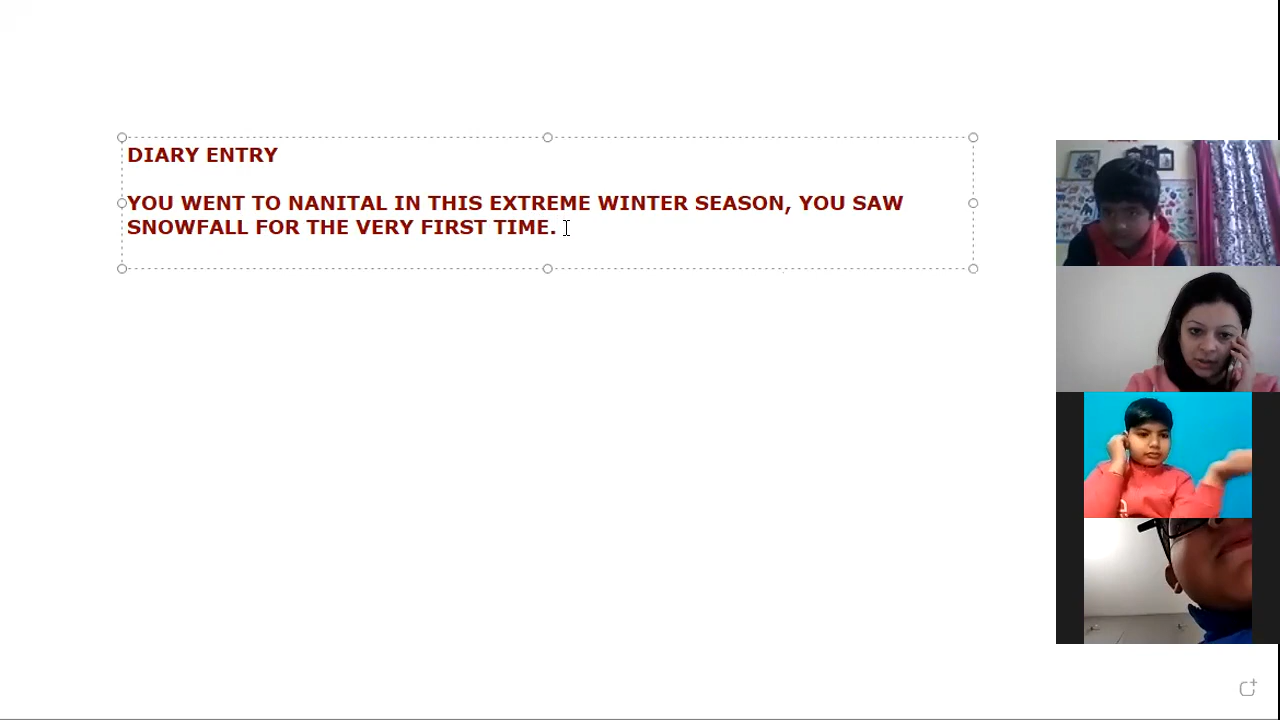 DIARY ENTRY
YOU WENT TO NANITAL IN THIS EXTREME WINTER SEASON, YOU SAW
SNOWFALL FOR THE VERY FIRST TIME.